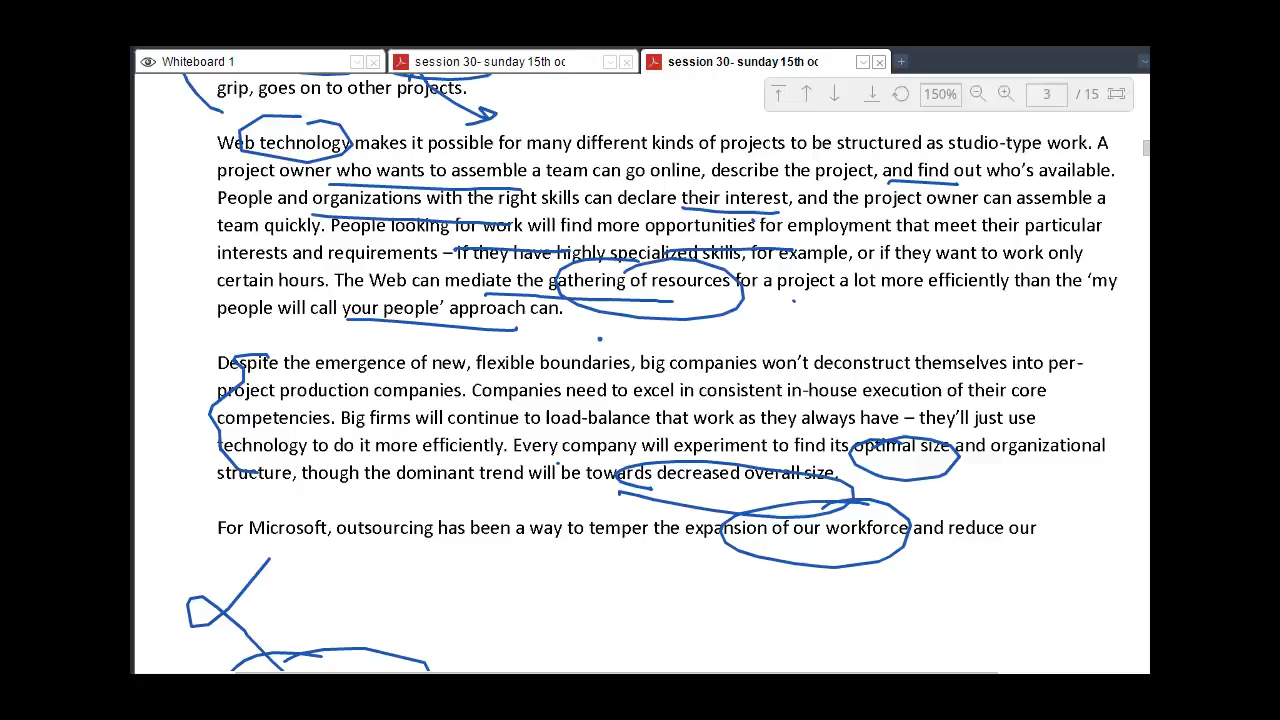 Whiteboard 1
session 30- sunday 15th oc
session 30- sunday 15th oc
+
150%
3
/ 15
grip, goes on to other projects.
Web technology makes it possible for many different kinds of projects to be structured as studio-type work. A
project owner who wants to assemble a team can go online, describe the project, and find out who's available.
People and organizations with the right skills can declare their interest, and the project owner can assemble a
team quickly. People looking for work will find more opportunities for employment that meet their particular
interests and requirements – if they have highly specialized skills, for example, or if they want to work only
certain hours. The Web can mediate the gathering of resources for a project a lot more efficiently than the 'my
people will call your people' approach can.
Despite the emergence of new, flexible boundaries, big companies won't deconstruct themselves into per-
project production companies. Companies need to excel in consistent in-house execution of their core
competencies. Big firms will continue to load-balance that work as they always have – they'll just use
technology to do it more efficiently. Every company will experiment to find its optimal size and organizational
structure, though the dominant trend will be towards decreased overall size.
For Microsoft, outsourcing has been a way to temper the expansion of our workforce and reduce our